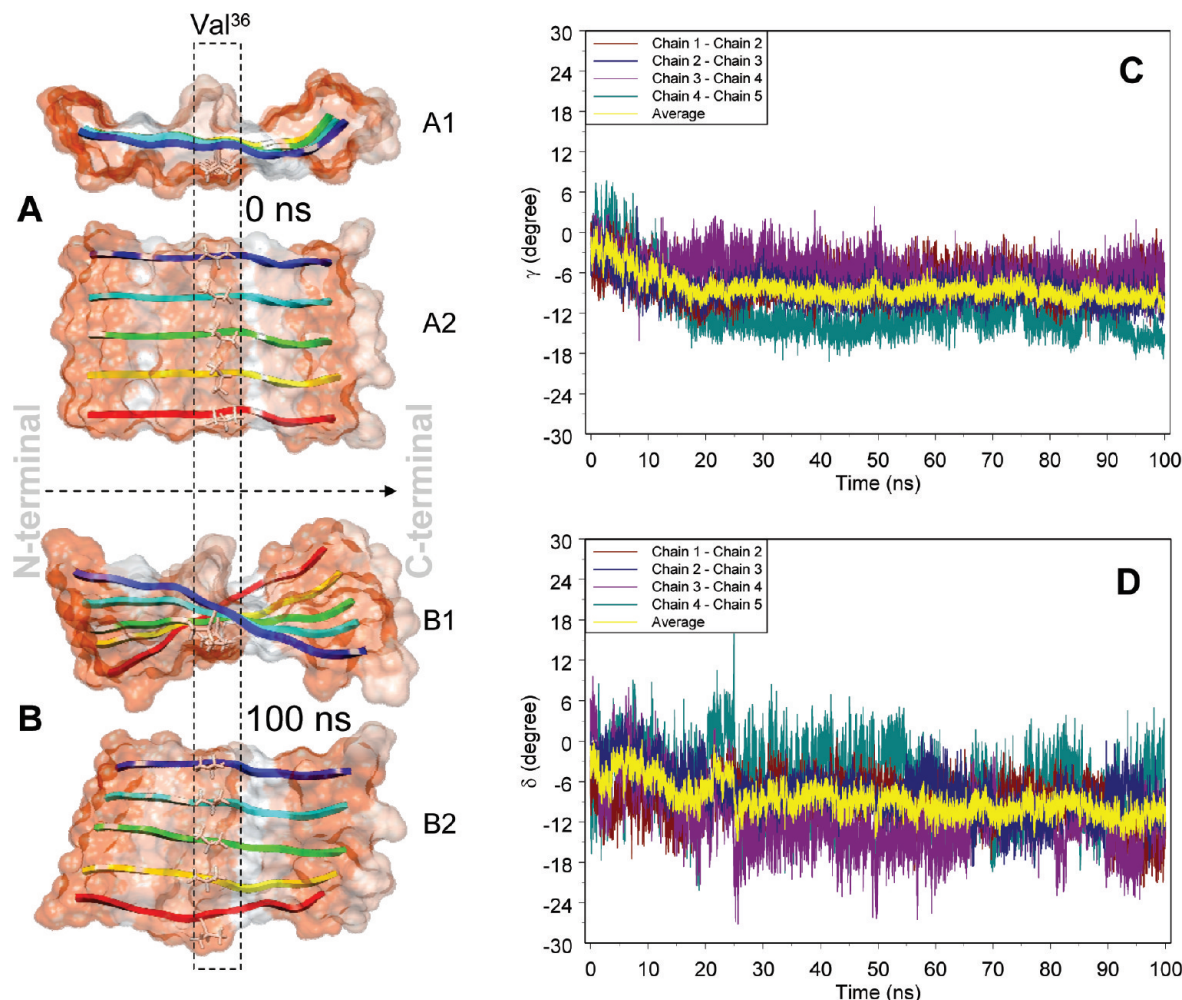 Val36
A1
A
0 ns
A2
N-terminal
C-terminal
B1
B
100 ns
B2
C
Chain 1 - Chain 2
Chain 2 - Chain 3
Chain 3 - Chain 4
Chain 4 - Chain 5
Average
γ (degree)
30
24
18
12
6
0
-6
-12
-18
-24
-30
0 10 20 30 40 50 60 70 80 90 100
Time (ns)
D
Chain 1 - Chain 2
Chain 2 - Chain 3
Chain 3 - Chain 4
Chain 4 - Chain 5
Average
δ (degree)
30
24
18
12
6
0
-6
-12
-18
-24
-30
0 10 20 30 40 50 60 70 80 90 100
Time (ns)